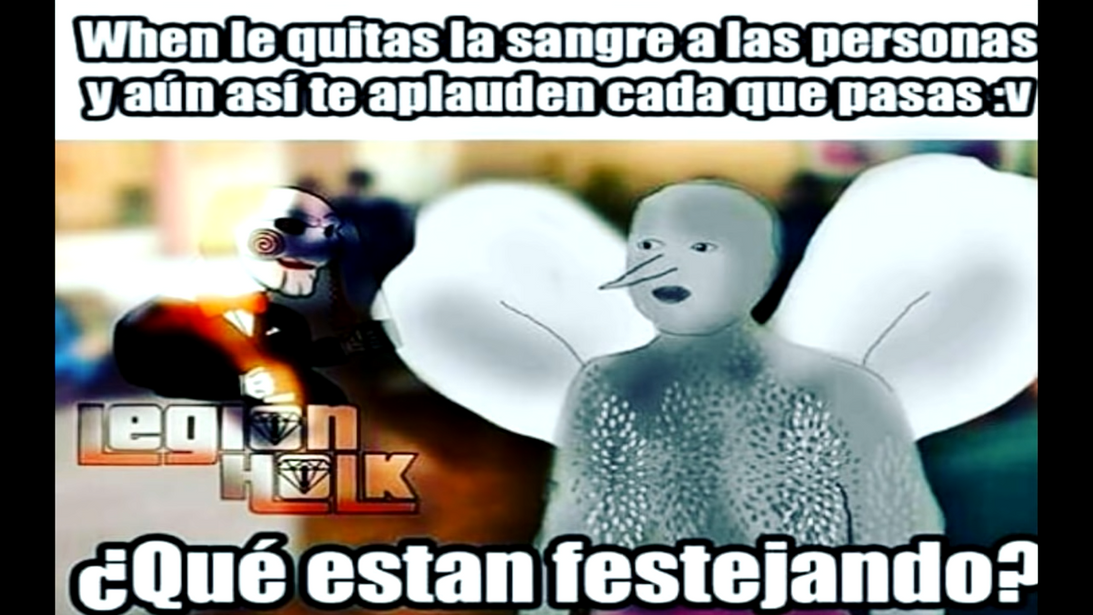 When le quitas la sangre a las personas
y aún así te aplauden cada que pasas :v
Legion
Holk
¿Qué estan festejando?